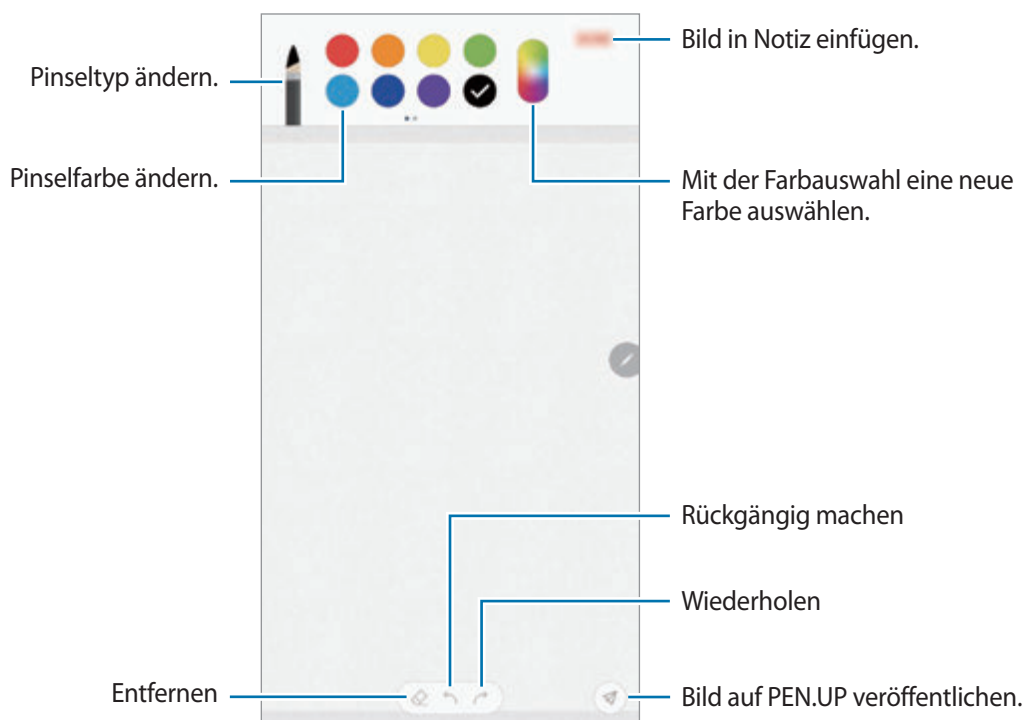 Bild in Notiz einfügen.
Pinseltyp ändern.
Pinselfarbe ändern.
Mit der Farbauswahl eine neue
Farbe auswählen.
Rückgängig machen
Wiederholen
Entfernen
Bild auf PEN.UP veröffentlichen.